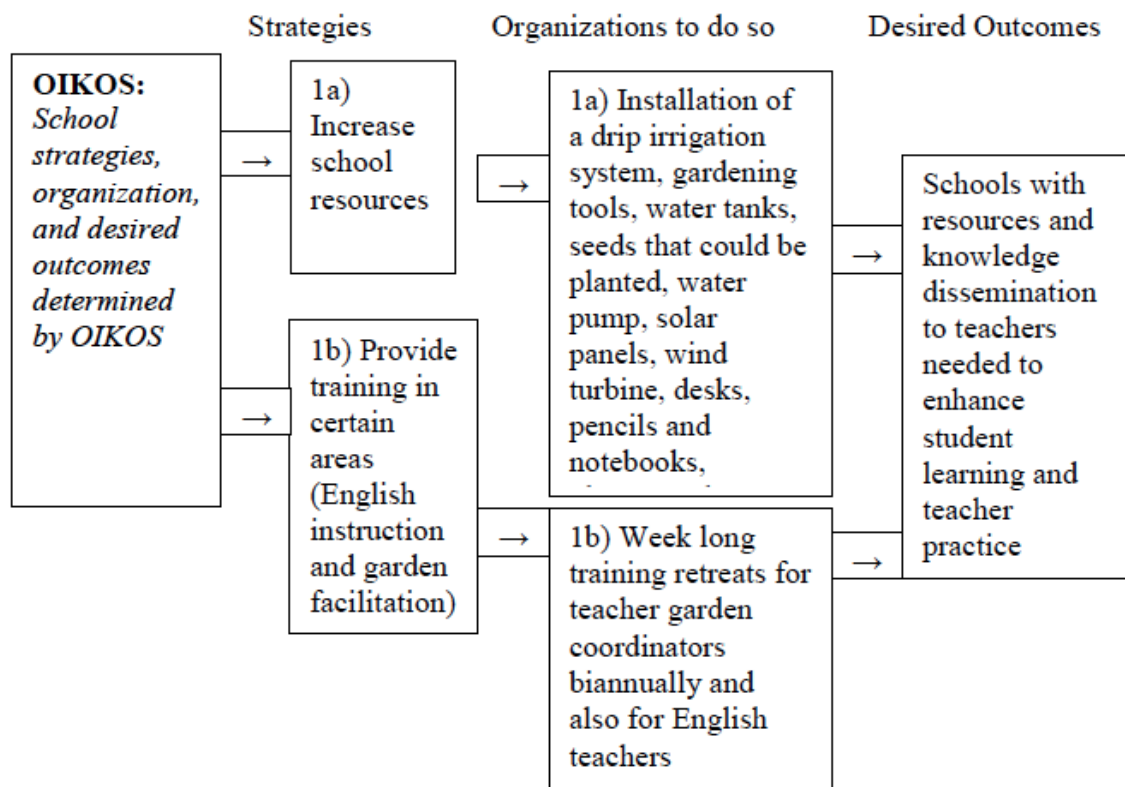 Strategies
Organizations to do so
Desired Outcomes
OIKOS:
School
strategies,
organization,
and desired
outcomes
determined
by OIKOS
→
1a)
Increase
school
resources
→
1a) Installation of
a drip irrigation
system, gardening
tools, water tanks,
seeds that could be
planted, water
pump, solar
panels, wind
turbine, desks,
pencils and
notebooks,
→
Schools with
resources and
knowledge
dissemination
to teachers
needed to
enhance
student
learning and
teacher
practice
→
1b) Provide
training in
certain
areas
(English
instruction
and garden
facilitation)
→
1b) Week long
training retreats for
teacher garden
coordinators
biannually and
also for English
teachers
→